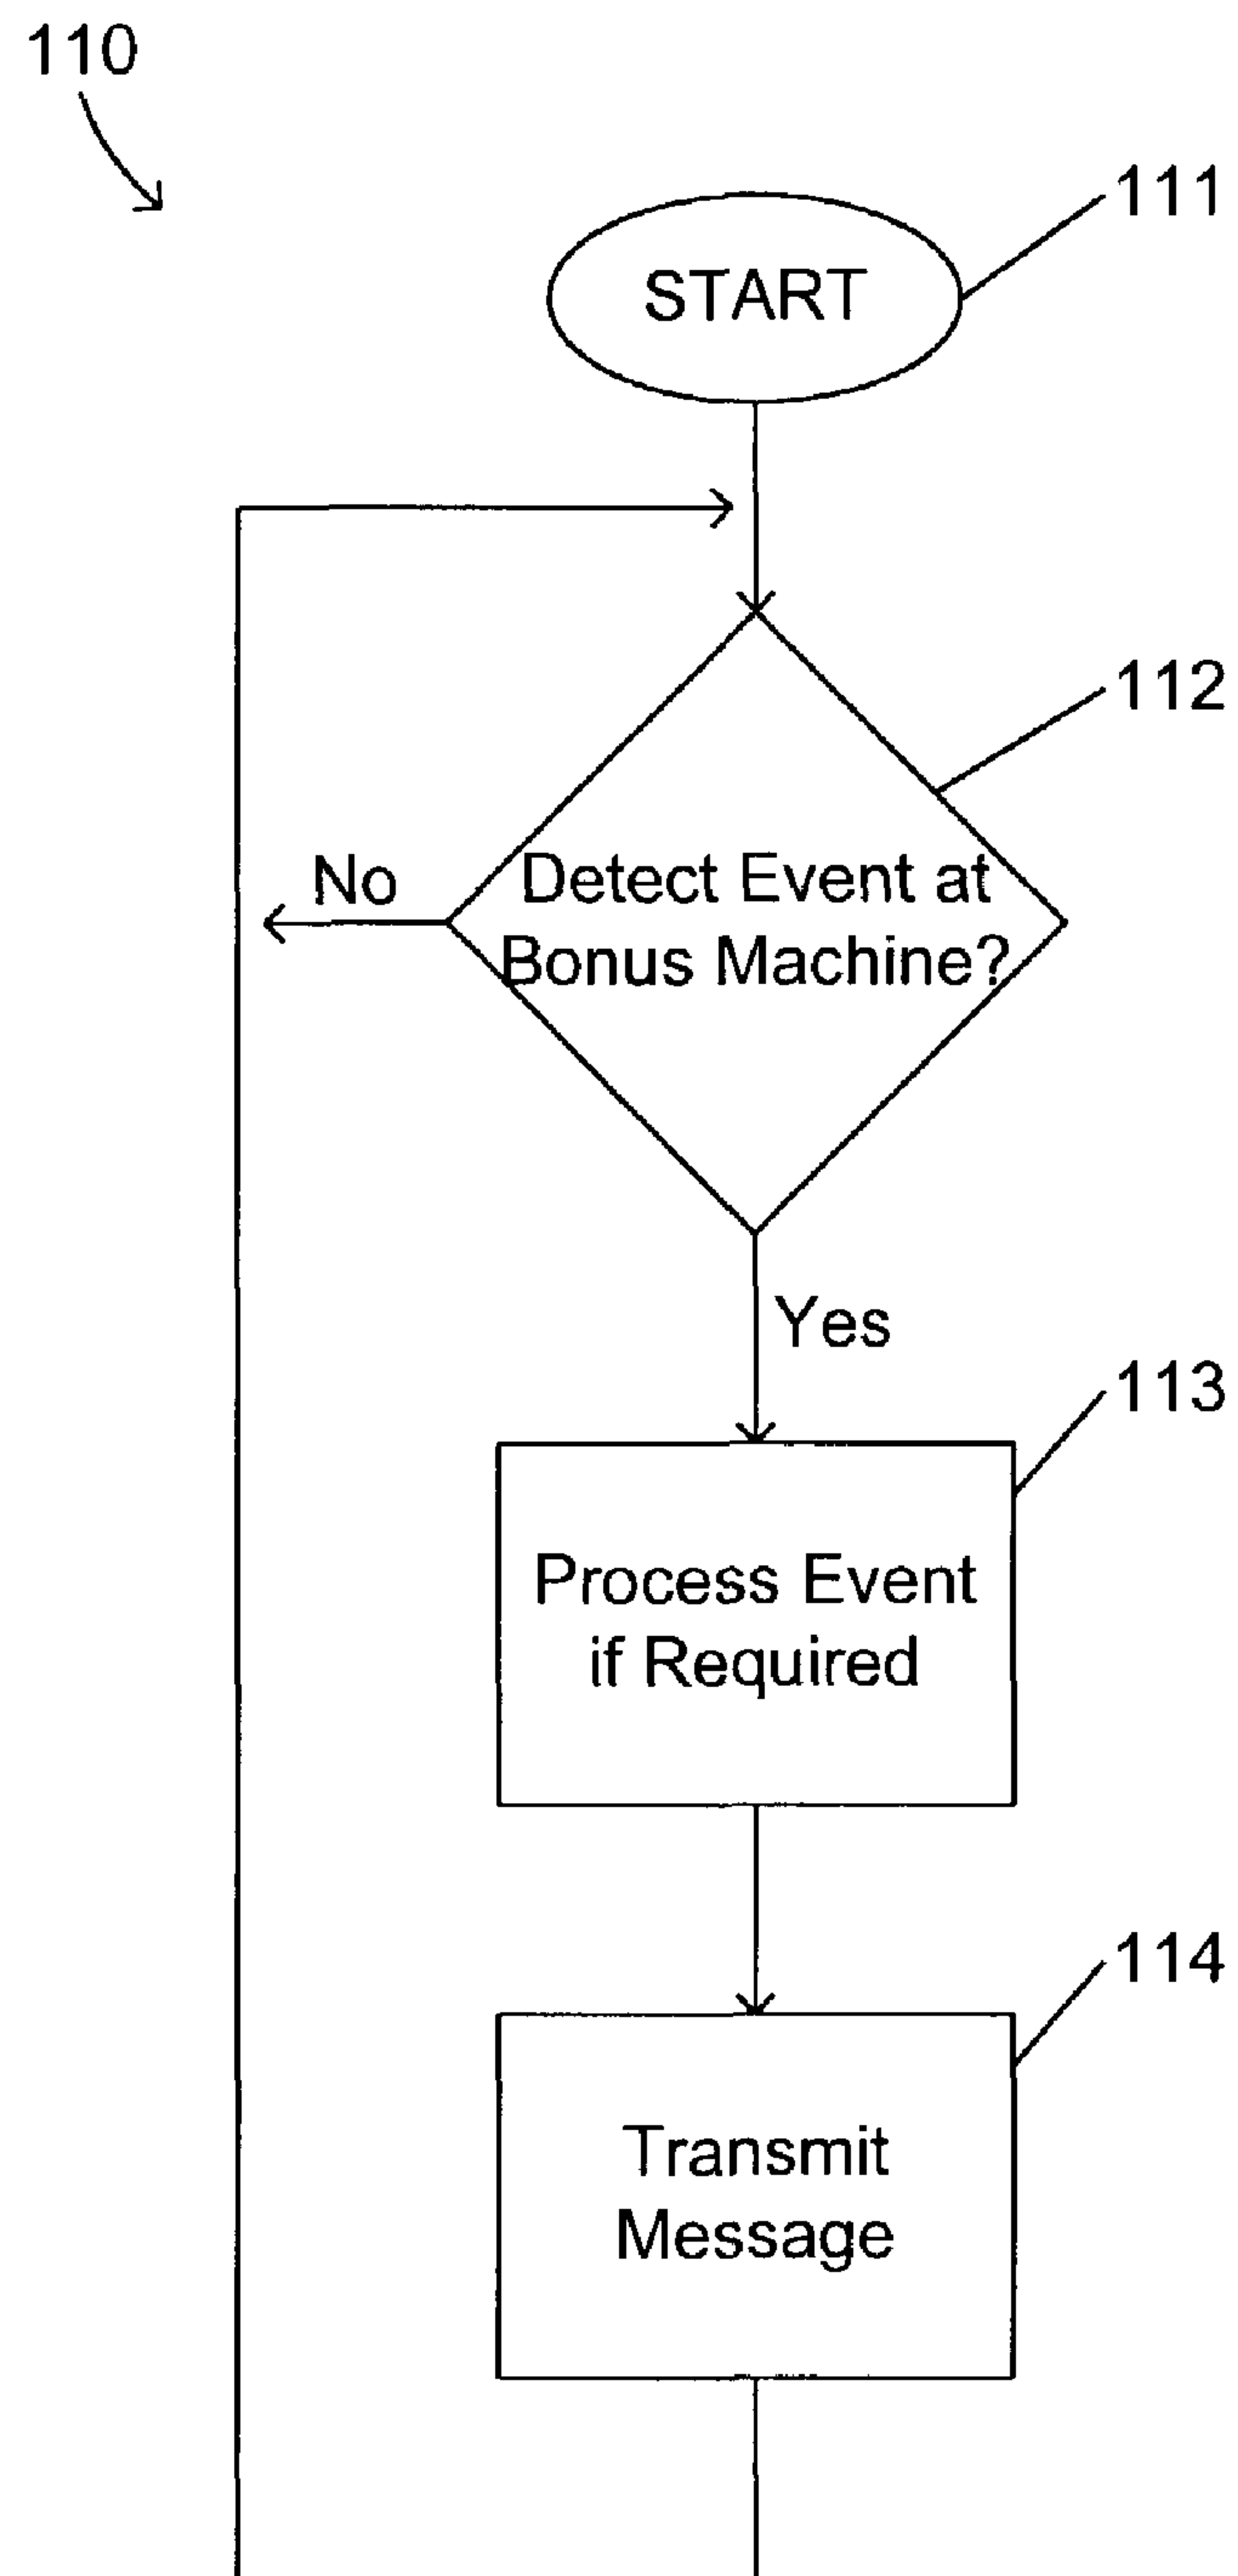 110
111
START
112
No
Detect Event at
Bonus Machine?
Yes
113
Process Event
if Required
114
Transmit
Message